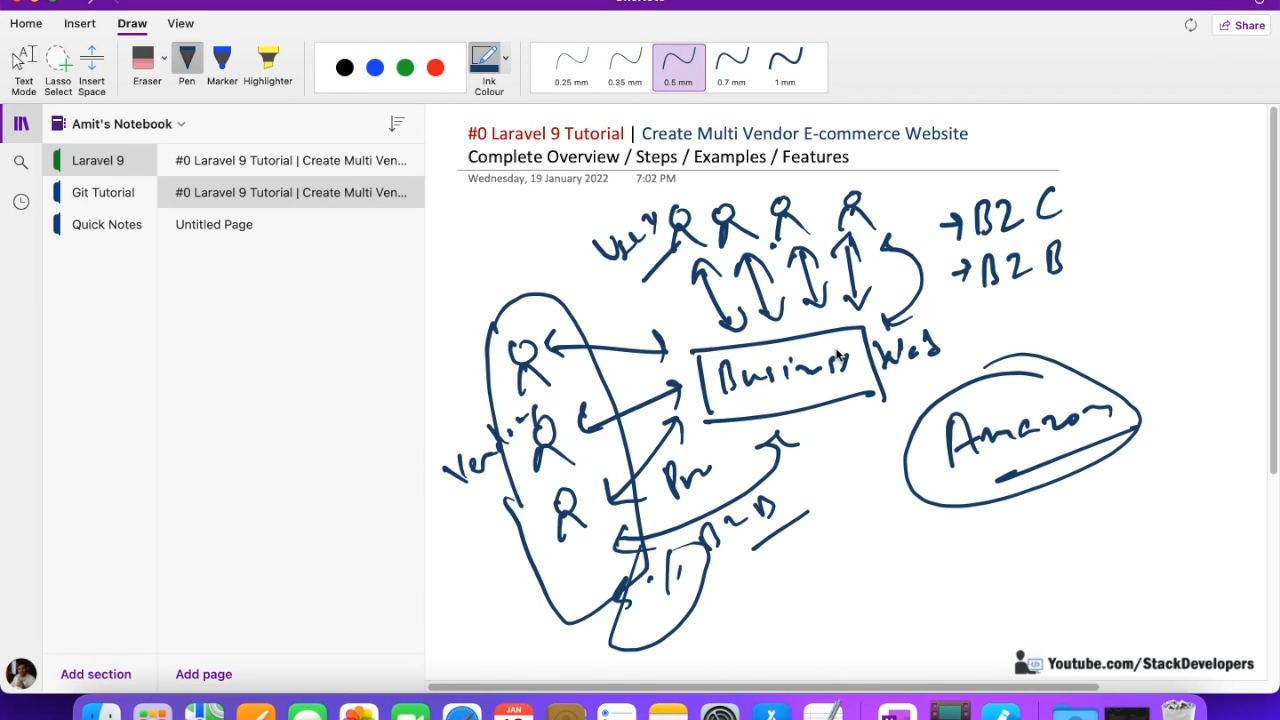 Home Insert Draw View
Share
Text Mode
Lasso Select
Insert Space
Eraser
Pen
Marker
Highlighter
Ink Colour
0.25 mm
0.35 mm
0.5 mm
0.7 mm
1 mm
Amit's Notebook
Laravel 9
Git Tutorial
Quick Notes
#0 Laravel 9 Tutorial | Create Multi Ven...
#0 Laravel 9 Tutorial | Create Multi Ven...
Untitled Page
#0 Laravel 9 Tutorial | Create Multi Vendor E-commerce Website
Complete Overview / Steps / Examples / Features
Wednesday, 19 January 2022 7:02 PM
User
→ B2C
→ B2B
Business
Web
Amazon
Pro
B2B
Add section
Add page
Youtube.com/StackDevelopers
JAN